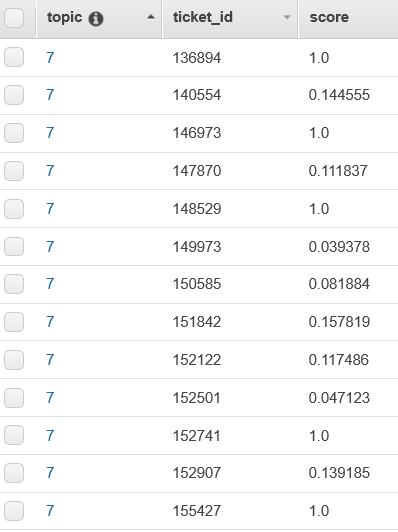 topic ticket_id score
7 136894 1.0
7 140554 0.144555
7 146973 1.0
7 147870 0.111837
7 148529 1.0
7 149973 0.039378
7 150585 0.081884
7 151842 0.157819
7 152122 0.117486
7 152501 0.047123
7 152741 1.0
7 152907 0.139185
7 155427 1.0